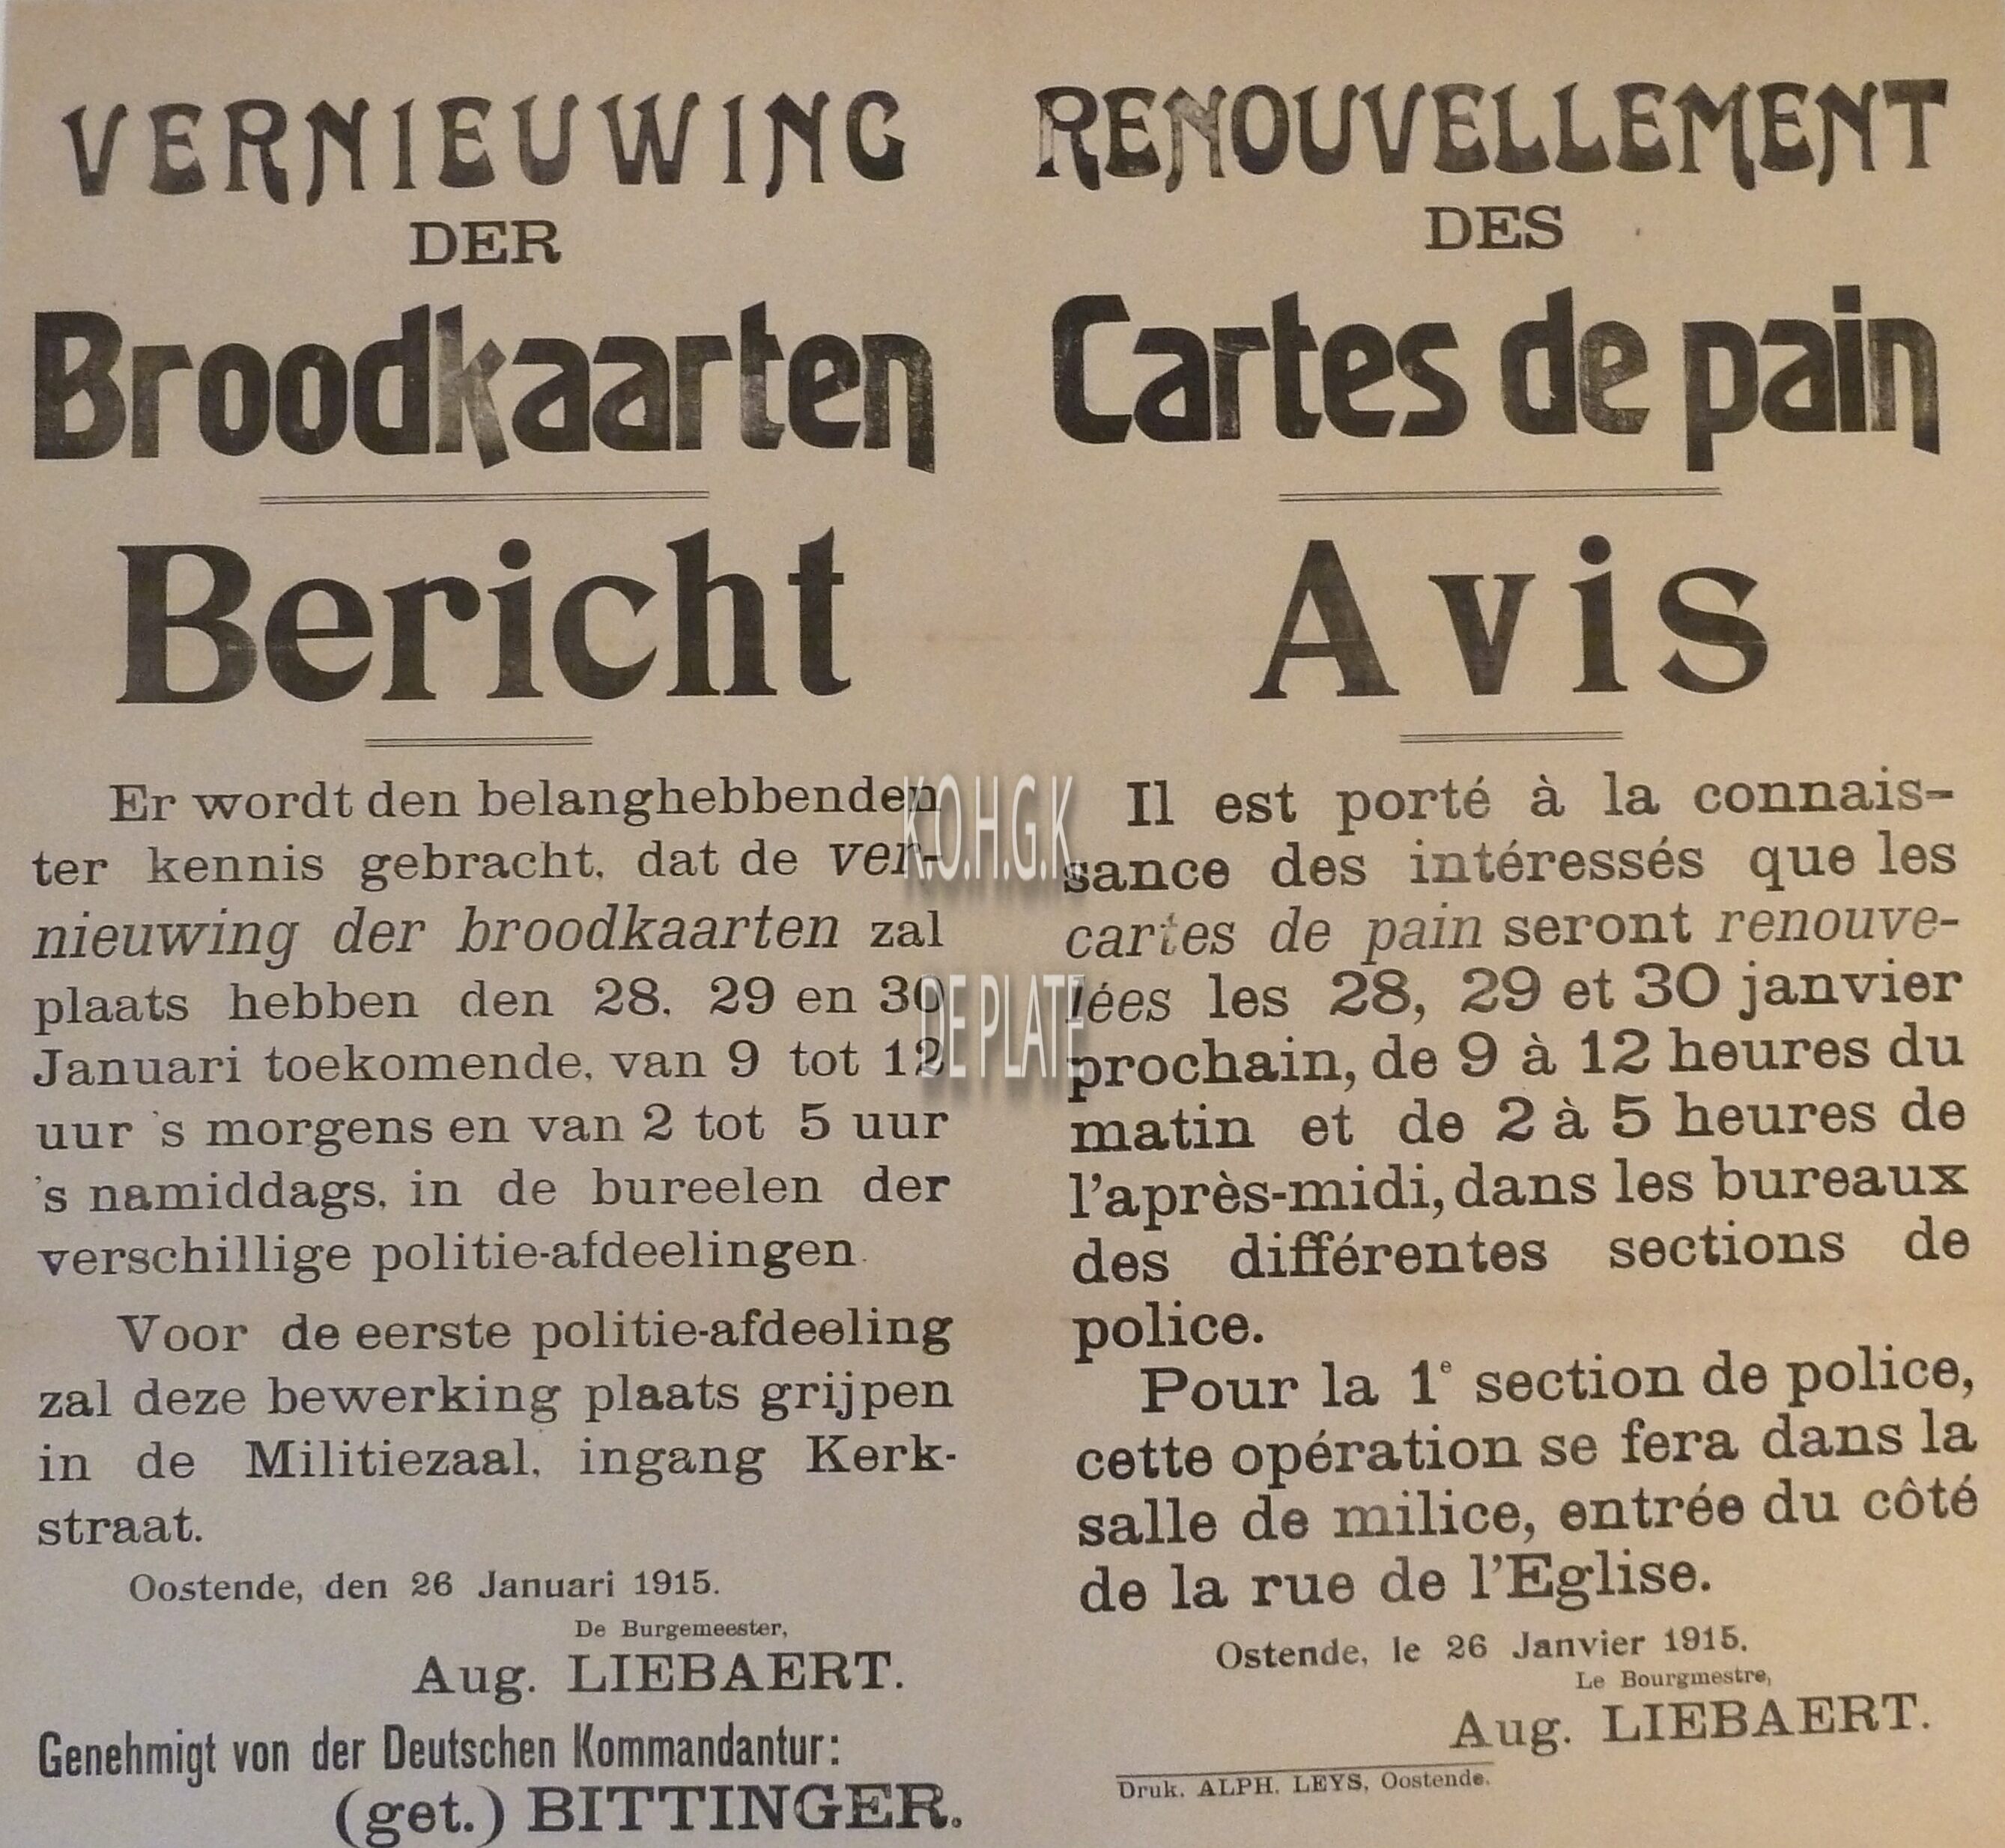 VERNIEUWING
DER
Broodkaarten
Bericht
Er wordt den belanghebbenden
ter kennis gebracht, dat de ver-
nieuwing der broodkaarten zal
plaats hebben den 28, 29 en 30
Januari toekomende, van 9 tot 12
uur 's morgens en van 2 tot 5 uur
's namiddags, in de bureelen der
verschillige politie-afdeelingen.
Voor de eerste politie-afdeeling
zal deze bewerking plaats grijpen
in de Militiezaal, ingang Kerk-
straat.
Oostende, den 26 Januari 1915.
De Burgemeester,
Aug. LIEBAERT.
Genehmigt von der Deutschen Kommandantur:
(get.) BITTINGER.
RENOUVELLEMENT
DES
Cartes de pain
Avis
Il est porté à la connais-
sance des intéressés que les
cartes de pain seront renouve-
lées les 28, 29 et 30 janvier
prochain, de 9 à 12 heures du
matin et de 2 à 5 heures de
l'après-midi, dans les bureaux
des différentes sections de
police.
Pour la 1e section de police,
cette opération se fera dans la
salle de milice, entrée du côté
de la rue de l'Eglise.
Ostende, le 26 Janvier 1915.
Le Bourgmestre,
Aug. LIEBAERT.
Druk. ALPH. LEYS, Oostende.
K.O.H.G.K
DE PLATE